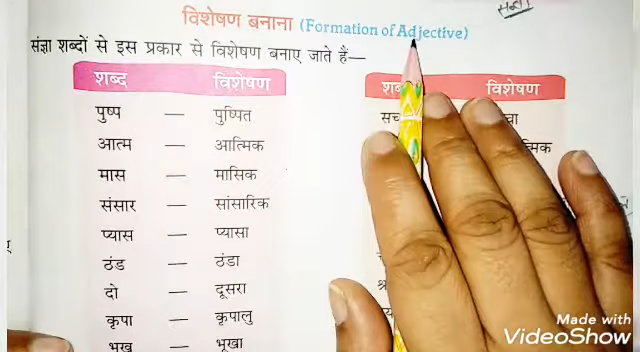 विशेषण बनाना (Formation of Adjective)
संज्ञा शब्दों से इस प्रकार से विशेषण बनाए जाते हैं—
शब्द विशेषण
पुष्प — पुष्पित
आत्म — आत्मिक
मास — मासिक
संसार — सांसारिक
प्यास — प्यासा
ठंड — ठंडा
दो — दूसरा
कृपा — कृपालु
भूख — भूखा
विशेषण
Made with
VideoShow